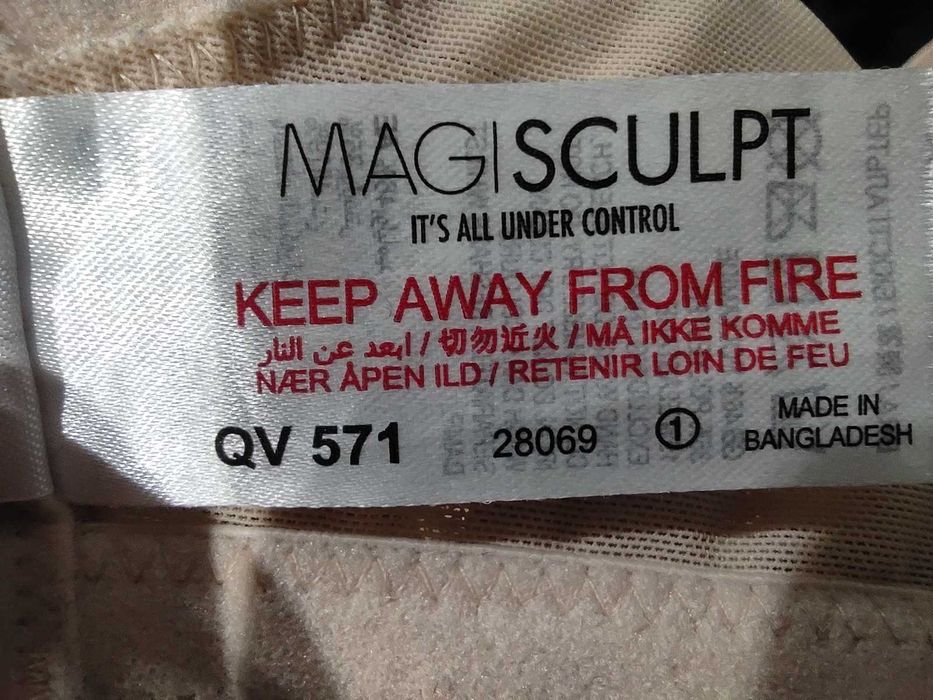 MAGISCULPT
IT'S ALL UNDER CONTROL
KEEP AWAY FROM FIRE
ابعد عن النار / 切勿近火 / MÅ IKKE KOMME
NÆR ÅPEN ILD / RETENIR LOIN DE FEU
QV 571 28069 1 MADE IN
BANGLADESH